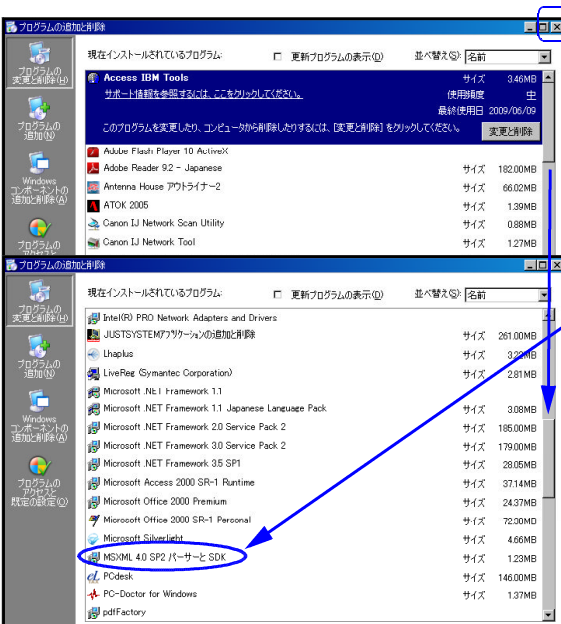 プログラムの追加と削除
現在インストールされているプログラム: 更新プログラムの表示(D) 並べ替え(S): 名前
プログラムの
変更と削除(H)
プログラムの
追加(N)
Windows
コンポーネントの
追加と削除(A)
プログラムの
アクセスと
Access IBM Tools サイズ 3.46MB
サポート情報を参照するには、ここをクリックしてください。 使用頻度 中
最終使用日 2009/06/09
このプログラムを変更したり、コンピュータから削除したりするには、[変更と削除] をクリックしてください。 変更と削除
Adobe Flash Player 10 ActiveX
Adobe Reader 9.2 - Japanese サイズ 182.00MB
Antenna House アウトライナー2 サイズ 66.02MB
ATOK 2005 サイズ 1.39MB
Canon IJ Network Scan Utility サイズ 0.88MB
Canon IJ Network Tool サイズ 1.27MB
プログラムの追加と削除
現在インストールされているプログラム: 更新プログラムの表示(D) 並べ替え(S): 名前
プログラムの
変更と削除(H)
プログラムの
追加(N)
Windows
コンポーネントの
追加と削除(A)
プログラムの
アクセスと
既定の設定(O)
Intel(R) PRO Network Adapters and Drivers
JUSTSYSTEMアプリケーションの追加と削除 サイズ 261.00MB
Lhaplus サイズ 3.22MB
LiveReg (Symantec Corporation) サイズ 2.81MB
Microsoft .NET Framework 1.1
Microsoft .NET Framework 1.1 Japanese Language Pack サイズ 3.08MB
Microsoft .NET Framework 2.0 Service Pack 2 サイズ 185.00MB
Microsoft .NET Framework 3.0 Service Pack 2 サイズ 179.00MB
Microsoft .NET Framework 3.5 SP1 サイズ 28.05MB
Microsoft Access 2000 SR-1 Runtime サイズ 37.14MB
Microsoft Office 2000 Premium サイズ 24.37MB
Microsoft Office 2000 SR-1 Personal サイズ 72.00MB
Microsoft Silverlight サイズ 4.66MB
MSXML 4.0 SP2 パーサーと SDK サイズ 1.23MB
PCdesk サイズ 146.00MB
PC-Doctor for Windows サイズ 1.37MB
pdfFactory